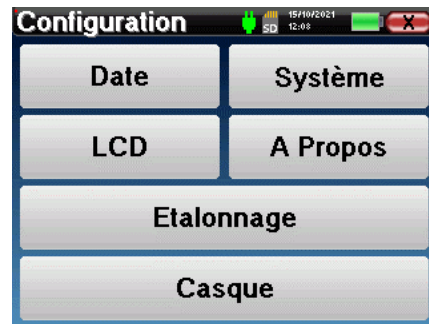 Configuration SD 15/10/2021
12:08 X
Date Système
LCD A Propos
Etalonnage
Casque